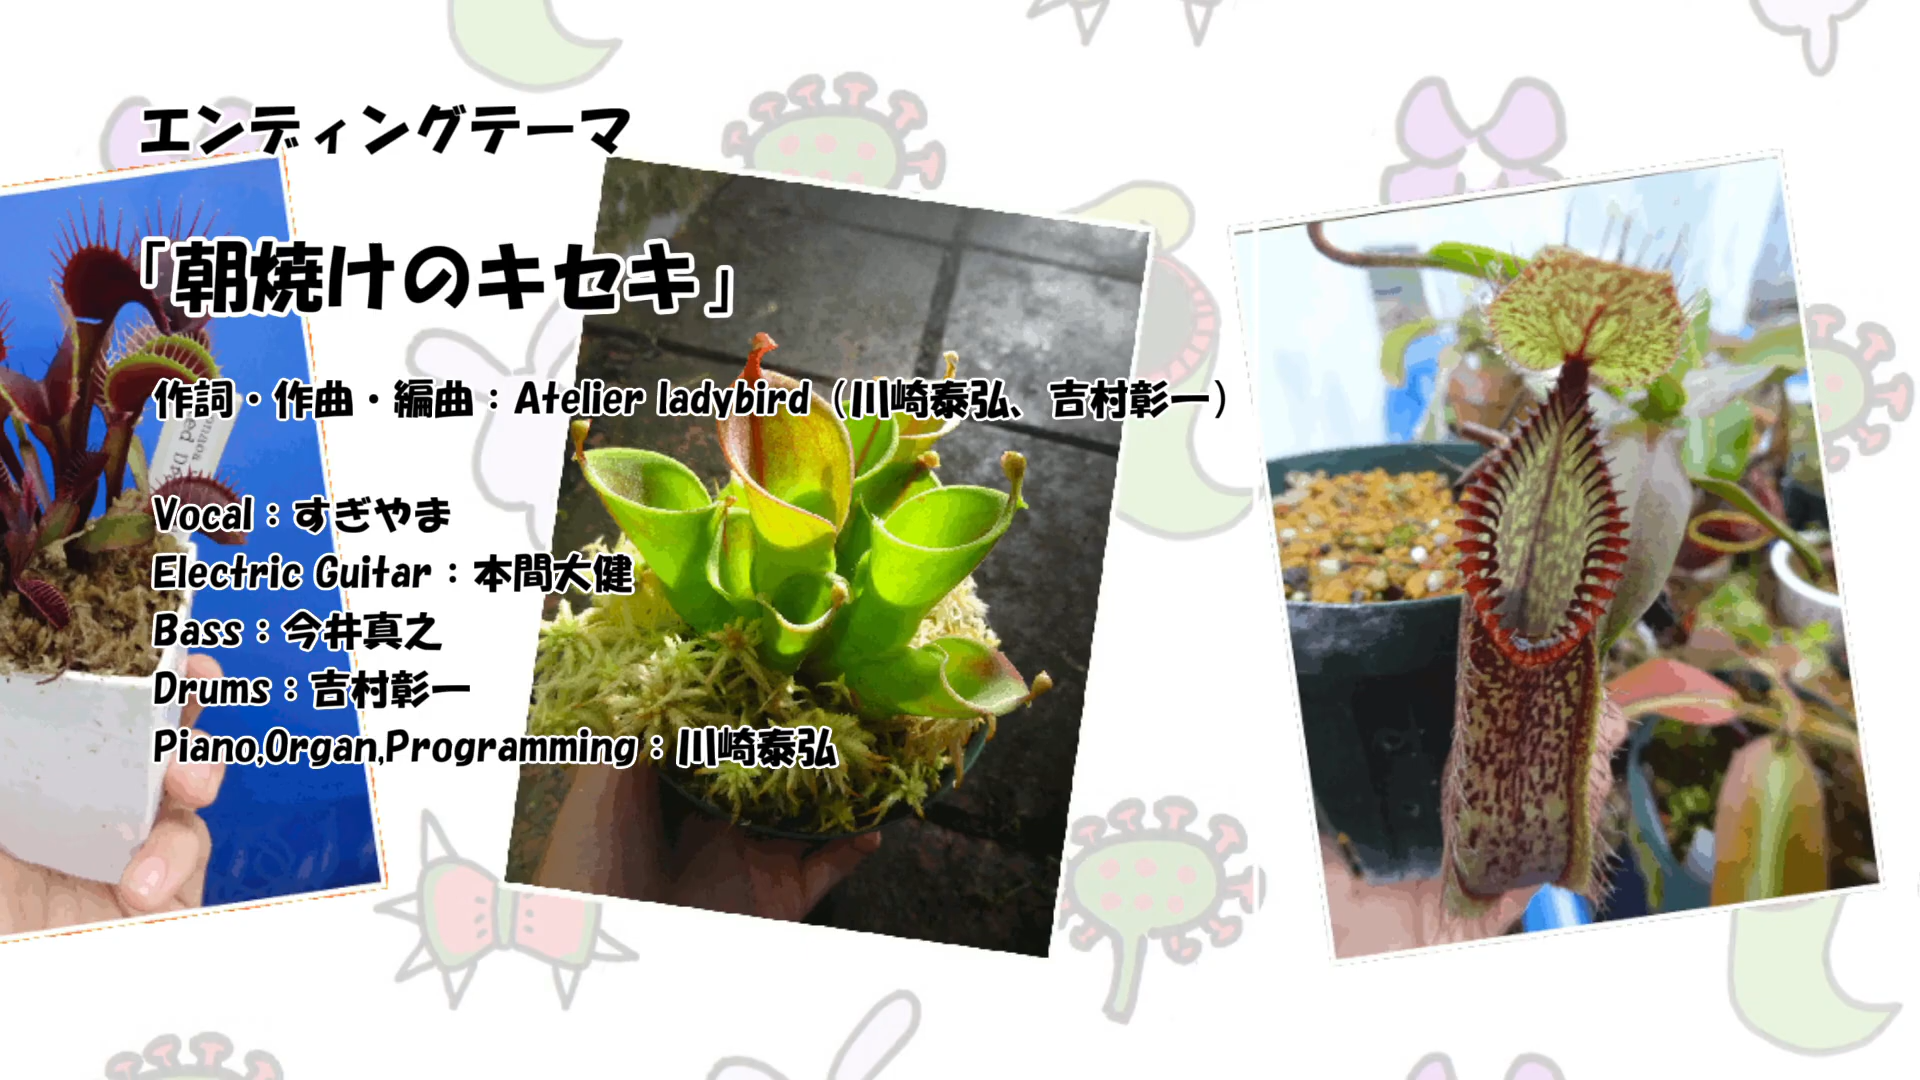 エンディングテーマ
『朝焼けのキセキ』
作詞・作曲・編曲：Atelier ladybird（川崎泰弘、吉村彰一）
Vocal：すぎやま
Electric Guitar：本間大健
Bass：今井真之
Drums：吉村彰一
Piano,Organ,Programming：川崎泰弘